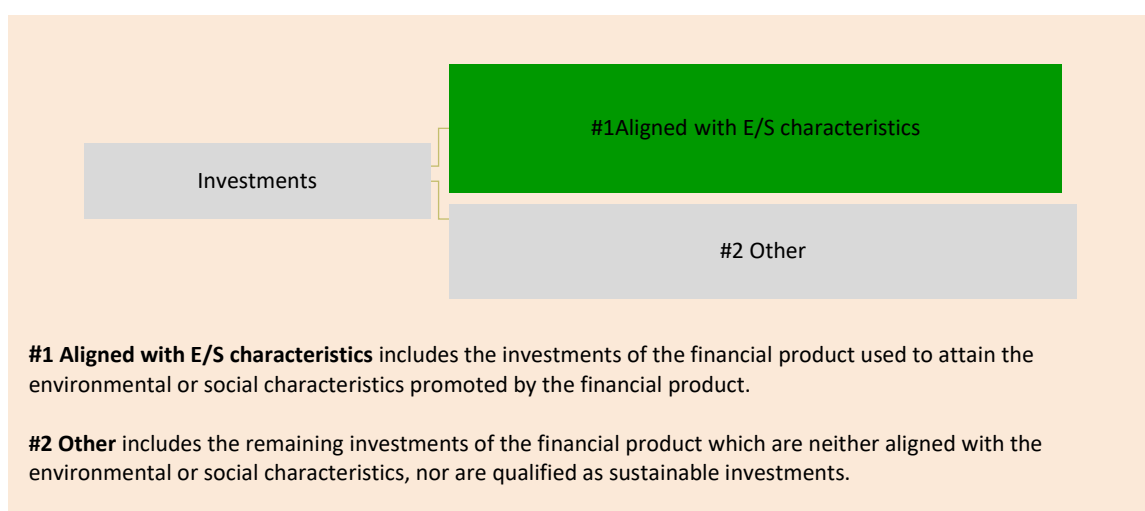 #1Aligned with E/S characteristics
Investments
#2 Other
#1 Aligned with E/S characteristics includes the investments of the financial product used to attain the
environmental or social characteristics promoted by the financial product.
#2 Other includes the remaining investments of the financial product which are neither aligned with the
environmental or social characteristics, nor are qualified as sustainable investments.